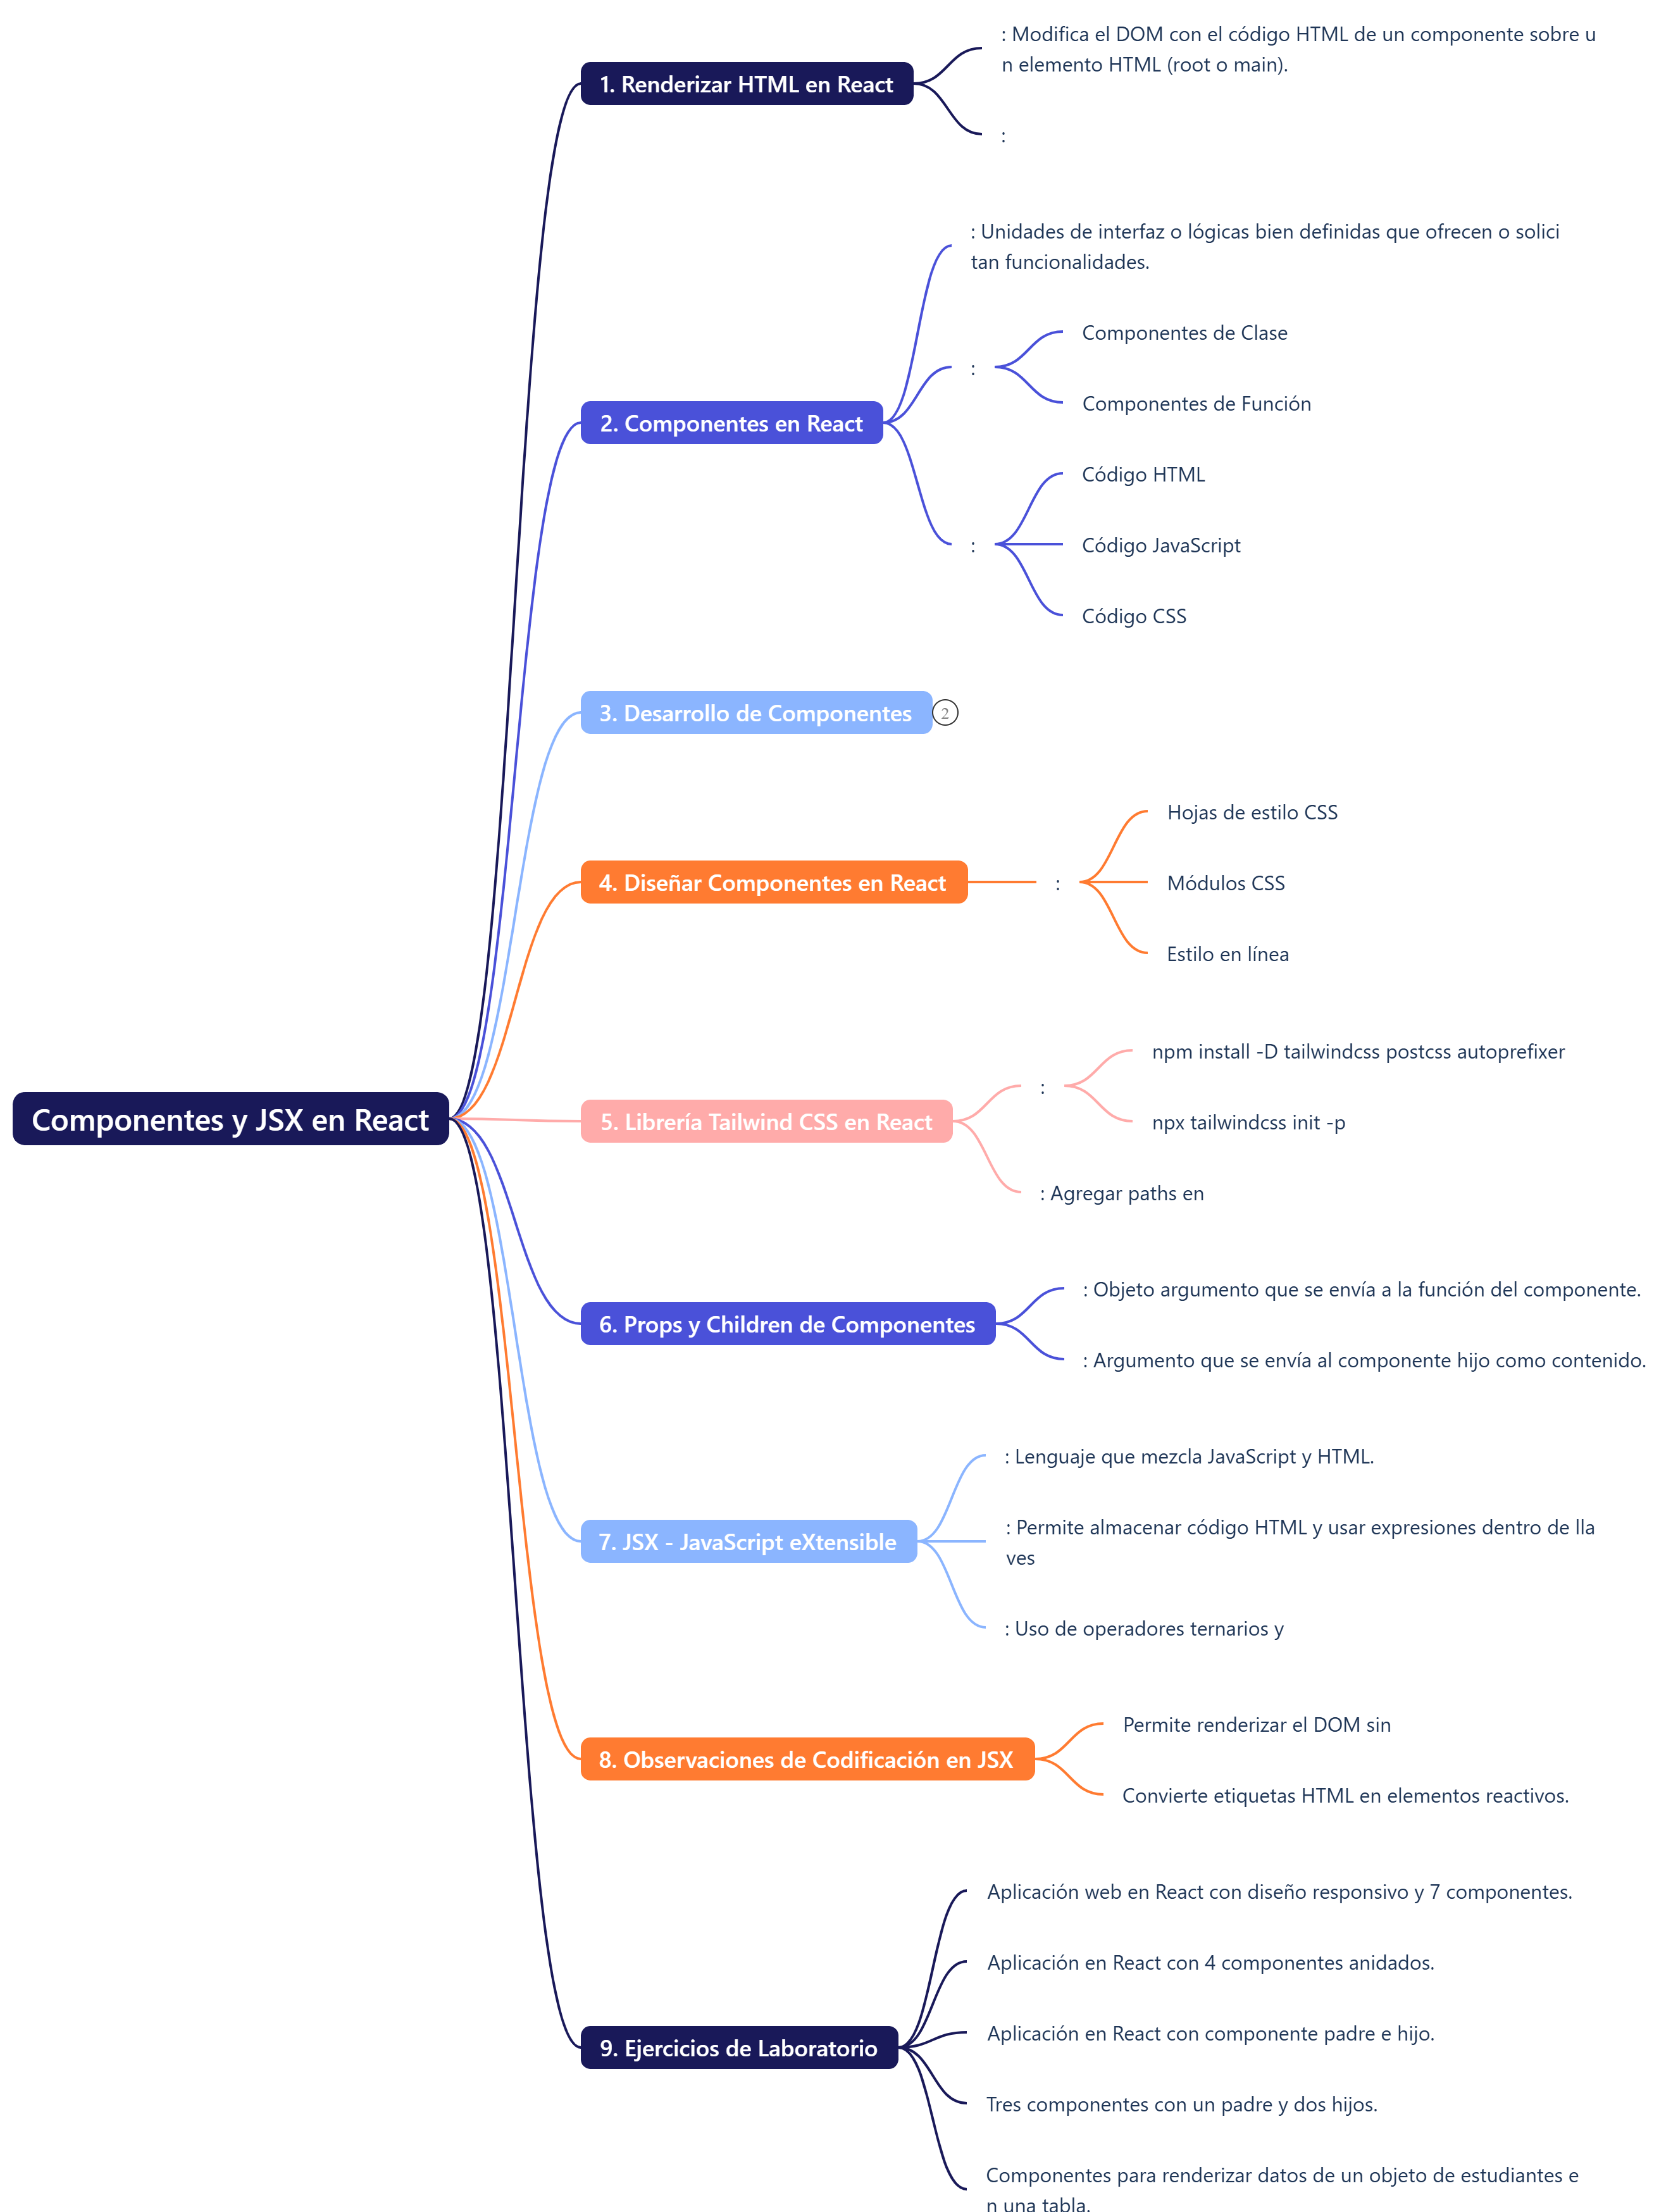 Componentes y JSX en React
1. Renderizar HTML en React
: Modifica el DOM con el código HTML de un componente sobre u
n elemento HTML (root o main).
:
2. Componentes en React
: Unidades de interfaz o lógicas bien definidas que ofrecen o solici
tan funcionalidades.
:
Componentes de Clase
Componentes de Función
:
Código HTML
Código JavaScript
Código CSS
3. Desarrollo de Componentes
2
4. Diseñar Componentes en React
:
Hojas de estilo CSS
Módulos CSS
Estilo en línea
5. Librería Tailwind CSS en React
:
npm install -D tailwindcss postcss autoprefixer
npx tailwindcss init -p
: Agregar paths en
6. Props y Children de Componentes
: Objeto argumento que se envía a la función del componente.
: Argumento que se envía al componente hijo como contenido.
7. JSX - JavaScript eXtensible
: Lenguaje que mezcla JavaScript y HTML.
: Permite almacenar código HTML y usar expresiones dentro de lla
ves
: Uso de operadores ternarios y
8. Observaciones de Codificación en JSX
Permite renderizar el DOM sin
Convierte etiquetas HTML en elementos reactivos.
9. Ejercicios de Laboratorio
Aplicación web en React con diseño responsivo y 7 componentes.
Aplicación en React con 4 componentes anidados.
Aplicación en React con componente padre e hijo.
Tres componentes con un padre y dos hijos.
Componentes para renderizar datos de un objeto de estudiantes e
n una tabla.